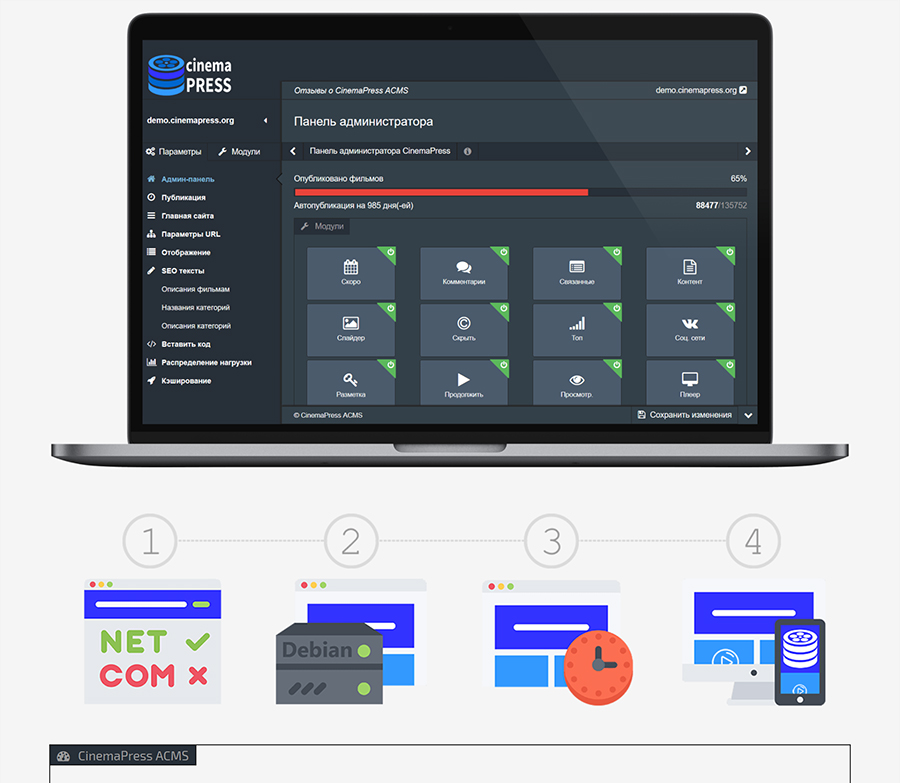 cinema
PRESS
Отзывы о CinemaPress ACMS
demo.cinemapress.org
demo.cinemapress.org
Панель администратора
Параметры
Модули
Панель администратора CinemaPress
Админ-панель
Публикация
Главная сайта
Параметры URL
Отображение
SEO тексты
Описания фильмам
Названия категорий
Описания категорий
Вставить код
Распределение нагрузки
Кэширование
Опубликовано фильмов
65%
Автопубликация на 985 дня(-ей)
88477/135752
Модули
Скоро
Комментарии
Связанные
Контент
Слайдер
Скрыть
Топ
Соц. сети
Разметка
Продолжить
Просмотр.
Плеер
© CinemaPress ACMS
Сохранить изменения
1
2
3
4
NET
COM
Debian
CinemaPress ACMS